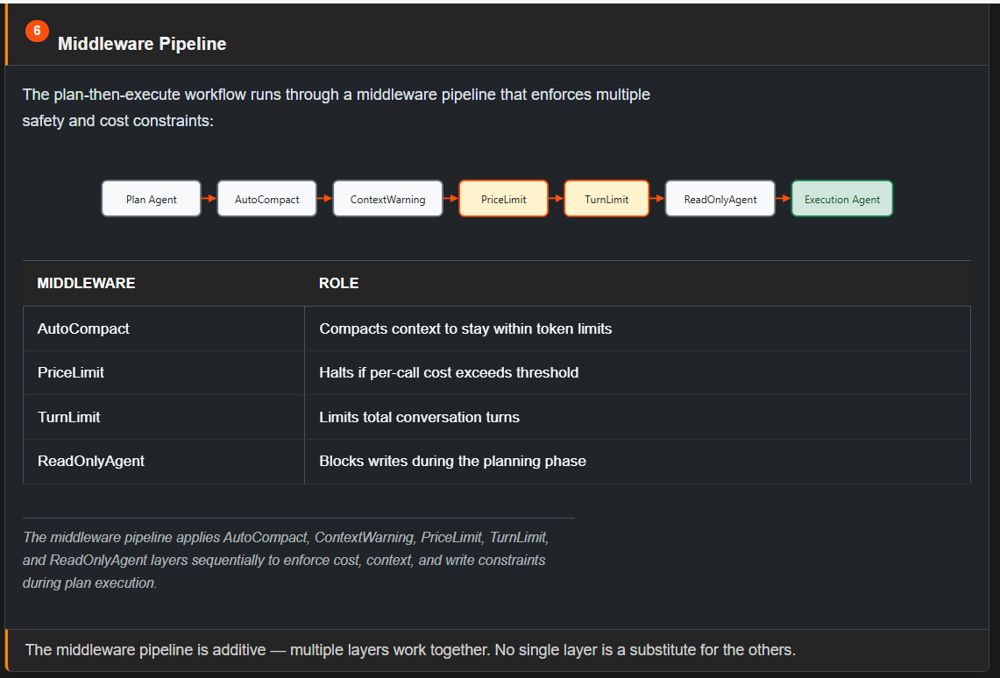 6
Middleware Pipeline
The plan-then-execute workflow runs through a middleware pipeline that enforces multiple
safety and cost constraints:
Plan Agent
AutoCompact
ContextWarning
PriceLimit
TurnLimit
ReadOnlyAgent
Execution Agent
MIDDLEWARE ROLE
AutoCompact Compacts context to stay within token limits
PriceLimit Halts if per-call cost exceeds threshold
TurnLimit Limits total conversation turns
ReadOnlyAgent Blocks writes during the planning phase
The middleware pipeline applies AutoCompact, ContextWarning, PriceLimit, TurnLimit,
and ReadOnlyAgent layers sequentially to enforce cost, context, and write constraints
during plan execution.
The middleware pipeline is additive — multiple layers work together. No single layer is a substitute for the others.